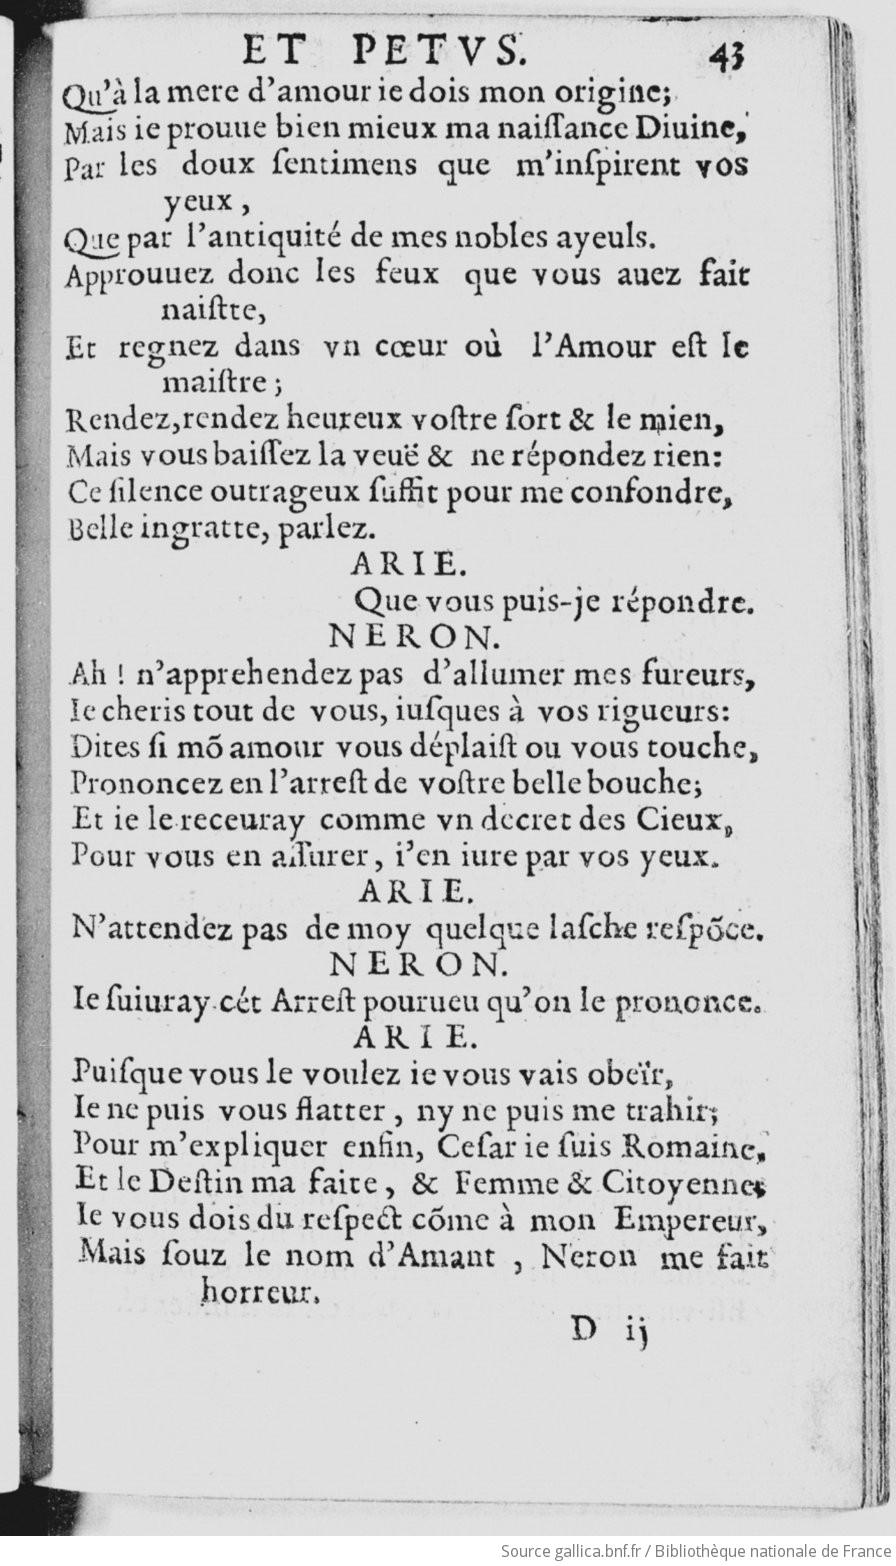 ET PETVS. 43
Qu'à la mere d'amour ie dois mon origine;
Mais ie prouue bien mieux ma naiſſance Diuine,
Par les doux ſentimens que m'inſpirent vos
yeux,
Que par l'antiquité de mes nobles ayeuls.
Approuuez donc les feux que vous auez fait
naiſtte,
Et regnez dans vn cœur où l'Amour eſt le
maiſtre;
Rendez, rendez heureux voſtre ſort & le mien,
Mais vous baiſſez la veuë & ne répondez rien:
Ce ſilence outrageux ſuffit pour me confondre,
Belle ingratte, parlez.
ARIE.
Que vous puis-je répondre.
NERON.
Ah ! n'apprehendez pas d'allumer mes fureurs,
Ie cheris tout de vous, iuſques à vos rigueurs:
Dites ſi mõ amour vous déplaiſt ou vous touche,
Prononcez en l'arreſt de voſtre belle bouche;
Et ie le receuray comme vn decret des Cieux,
Pour vous en aſſurer, i'en iure par vos yeux.
ARIE.
N'attendez pas de moy quelque laſche reſpõce.
NERON.
Ie ſuiuray cét Arreſt pourueu qu'on le prononce.
ARIE.
Puiſque vous le voulez ie vous vais obeïr,
Ie ne puis vous flatter, ny ne puis me trahir;
Pour m'expliquer enfin, Ceſar ie ſuis Romaine,
Et le Deſtin ma faite, & Femme & Citoyenne;
Ie vous dois du reſpect cõme à mon Empereur,
Mais ſouz le nom d'Amant, Neron me fait
horreur.
D ij
Source gallica.bnf.fr / Bibliothèque nationale de France